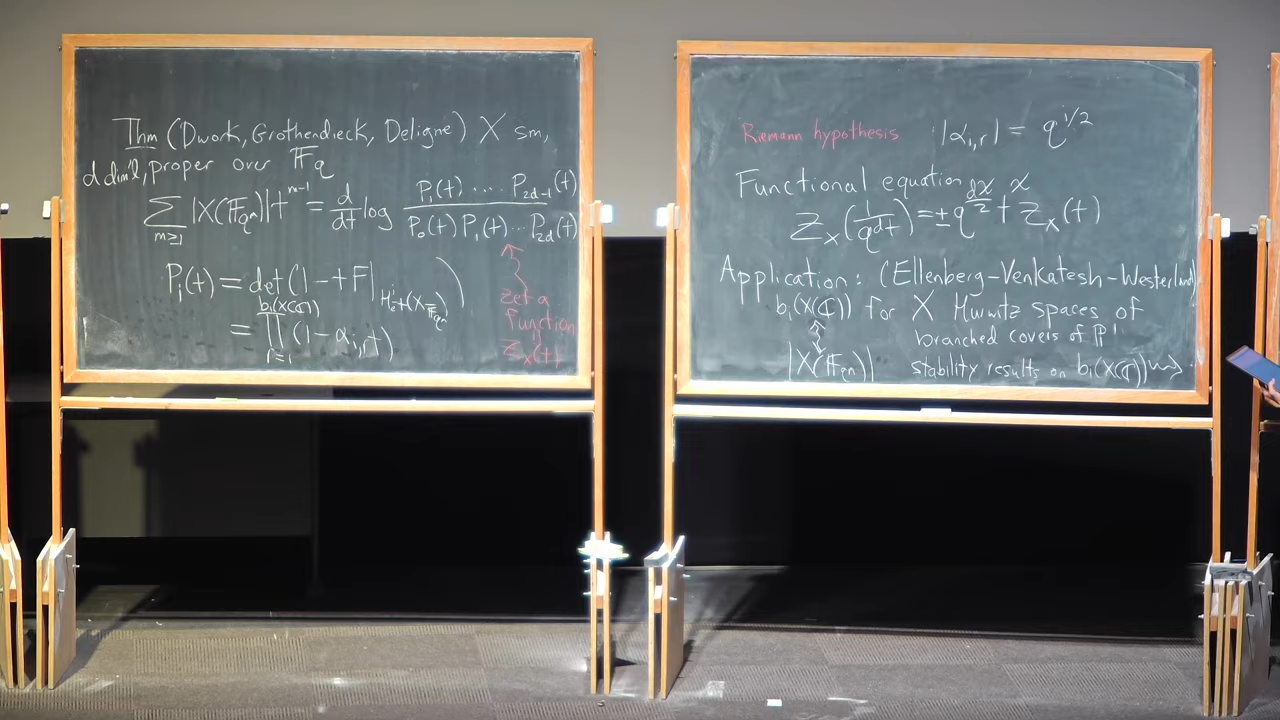 Thm (Dwork, Grothendieck, Deligne) X sm,
d dim'l, proper over 𝔽q
∑_{m≥1} |X(𝔽_{q^m})| t^{m-1} = d/dt log (P₁(t) ···· P_{2d-1}(t)) / (P₀(t) P₁(t) ··· P_{2d}(t))
P_i(t) = det(1 - tF|_{H^i_{ét}(X_{𝔽̄_{q^n}})})
= ∏_{r=1}^{b_i(X(ℂ))} (1 - α_{i,r}t)
zeta
function
Z_X(t)
Riemann hypothesis |α_{i,r}| = q^{i/2}
Functional equation
Z_X(1/(q^d t)) = ± q^{dχ/2} t^χ Z_X(t)
Application: (Ellenberg-Venkatesh-Westerland
b_i(X(ℂ)) for X Hurwitz spaces of
branched covers of ℙ¹
|X(𝔽_{q^n})| stability results on b_i(X(ℂ)) ⇝